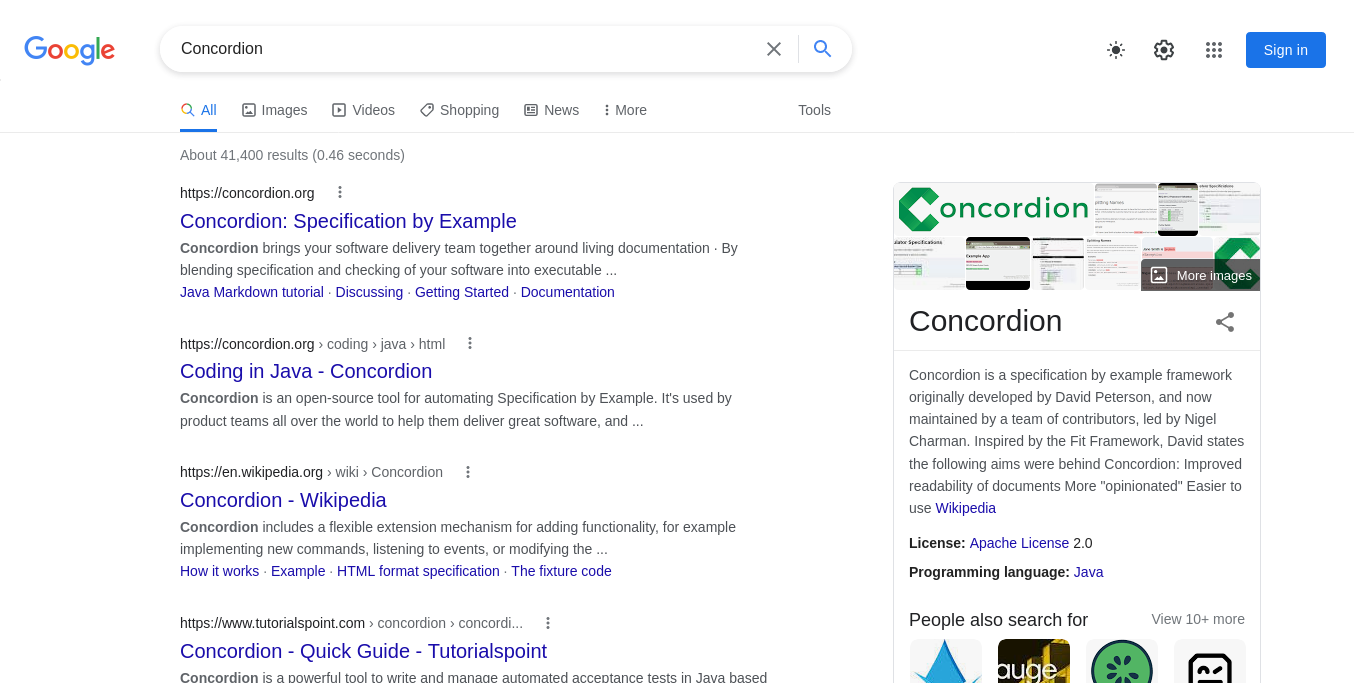 Google
Concordion
Sign in
All
Images
Videos
Shopping
News
More
Tools
About 41,400 results (0.46 seconds)
https://concordion.org
Concordion: Specification by Example
Concordion brings your software delivery team together around living documentation · By
blending specification and checking of your software into executable ...
Java Markdown tutorial · Discussing · Getting Started · Documentation
https://concordion.org › coding › java › html
Coding in Java - Concordion
Concordion is an open-source tool for automating Specification by Example. It's used by
product teams all over the world to help them deliver great software, and ...
https://en.wikipedia.org › wiki › Concordion
Concordion - Wikipedia
Concordion includes a flexible extension mechanism for adding functionality, for example
implementing new commands, listening to events, or modifying the ...
How it works · Example · HTML format specification · The fixture code
https://www.tutorialspoint.com › concordion › concordi...
Concordion - Quick Guide - Tutorialspoint
Concordion is a powerful tool to write and manage automated acceptance tests in Java based
Concordion
Splitting Names
Example App
More images
Concordion
Concordion is a specification by example framework
originally developed by David Peterson, and now
maintained by a team of contributors, led by Nigel
Charman. Inspired by the Fit Framework, David states
the following aims were behind Concordion: Improved
readability of documents More "opinionated" Easier to
use Wikipedia
License: Apache License 2.0
Programming language: Java
People also search for
View 10+ more
auge